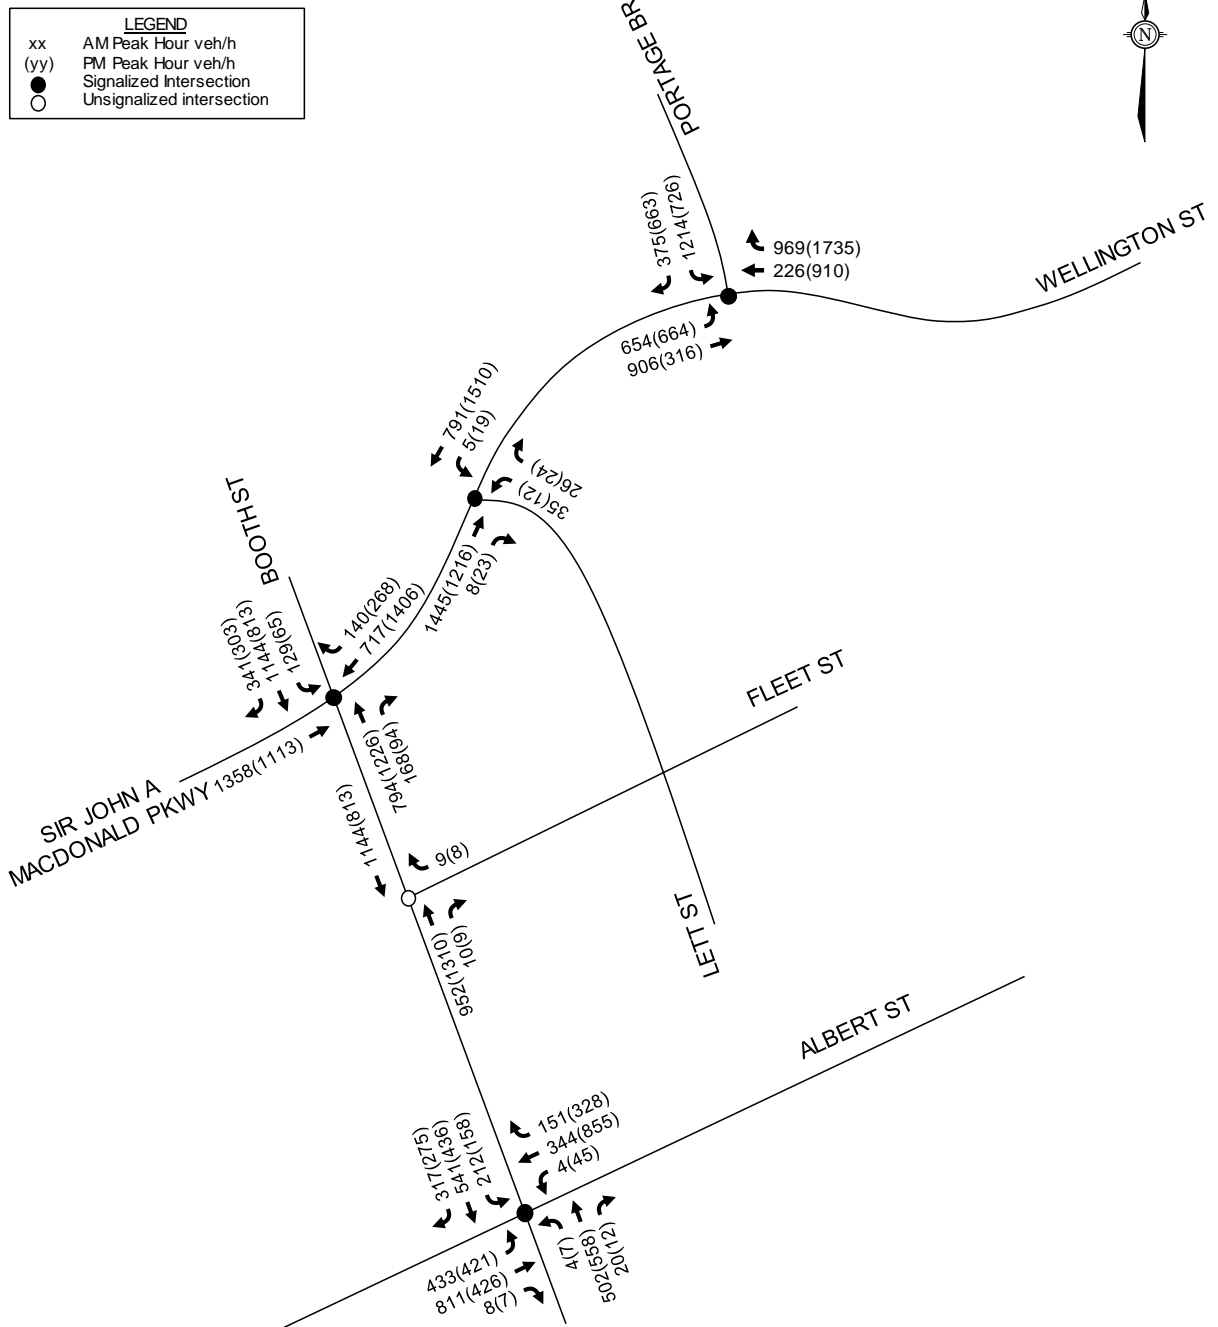 LEGEND
xx AM Peak Hour veh/h
(yy) PM Peak Hour veh/h
Signalized Intersection
Unsignalized intersection
N
PORTAGE BR
WELLINGTON ST
375(663)
1214(726)
969(1735)
226(910)
654(664)
906(316)
791(1510)
5(19)
26(24)
35(12)
1445(1216)
8(23)
BOOTH ST
140(268)
717(1406)
341(303)
1144(813)
129(65)
1358(1113)
794(1226)
168(94)
SIR JOHN A
MACDONALD PKWY
FLEET ST
1144(813)
9(8)
952(1310)
10(9)
LETT ST
ALBERT ST
151(328)
344(855)
4(45)
317(275)
541(436)
212(158)
433(421)
811(426)
8(7)
4(7)
502(558)
20(12)